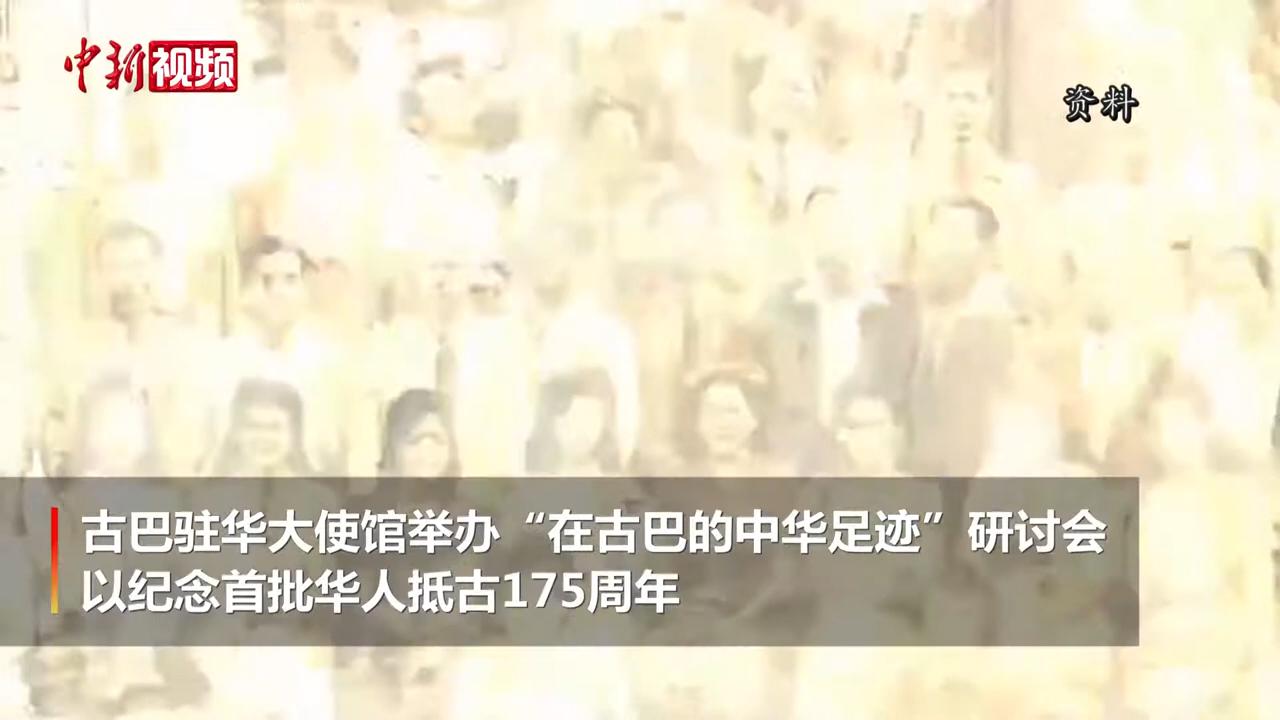 中新视频
资料
古巴驻华大使馆举办“在古巴的中华足迹”研讨会
以纪念首批华人抵古175周年